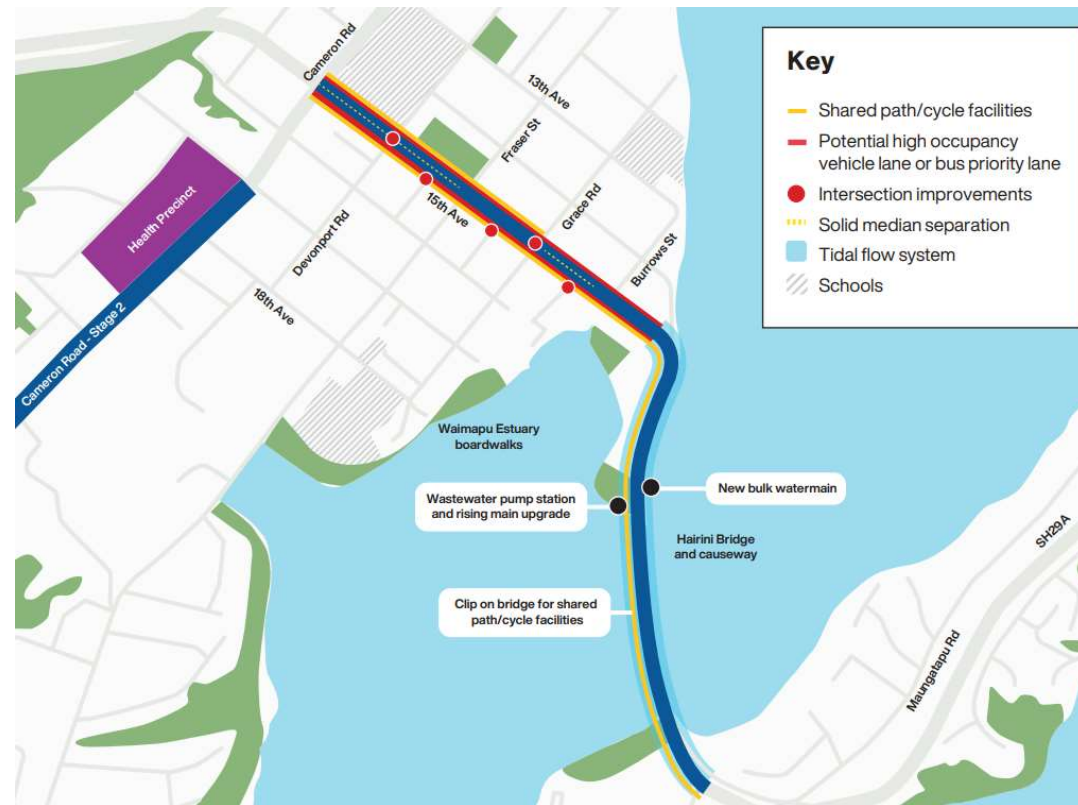 Key
Shared path/cycle facilities
Potential high occupancy
vehicle lane or bus priority lane
Intersection improvements
Solid median separation
Tidal flow system
Schools
Cameron Rd
13th Ave
Fraser St
15th Ave
Grace Rd
Burrows St
Devonport Rd
18th Ave
Health Precinct
Cameron Road - Stage 2
Waimapu Estuary
boardwalks
Wastewater pump station
and rising main upgrade
New bulk watermain
Hairini Bridge
and causeway
Clip on bridge for shared
path/cycle facilities
SH29A
Maungatapu Rd